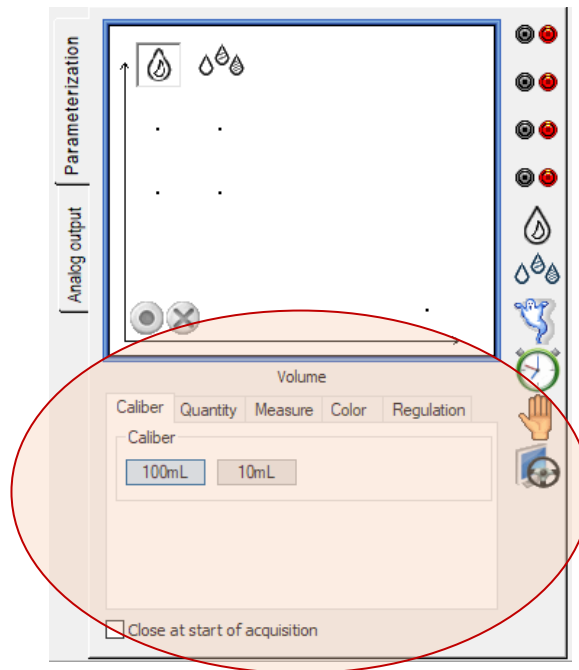 Parameterization
Analog output
Volume
Caliber Quantity Measure Color Regulation
Caliber
100mL 10mL
Close at start of acquisition